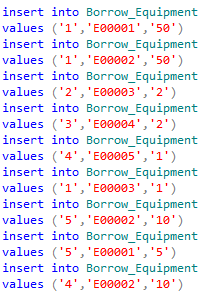 insert into Borrow_Equipment
values ('1','E00001','50')
insert into Borrow_Equipment
values ('1','E00002','50')
insert into Borrow_Equipment
values ('2','E00003','2')
insert into Borrow_Equipment
values ('3','E00004','2')
insert into Borrow_Equipment
values ('4','E00005','1')
insert into Borrow_Equipment
values ('1','E00003','1')
insert into Borrow_Equipment
values ('5','E00002','10')
insert into Borrow_Equipment
values ('5','E00001','5')
insert into Borrow_Equipment
values ('4','E00002','10')